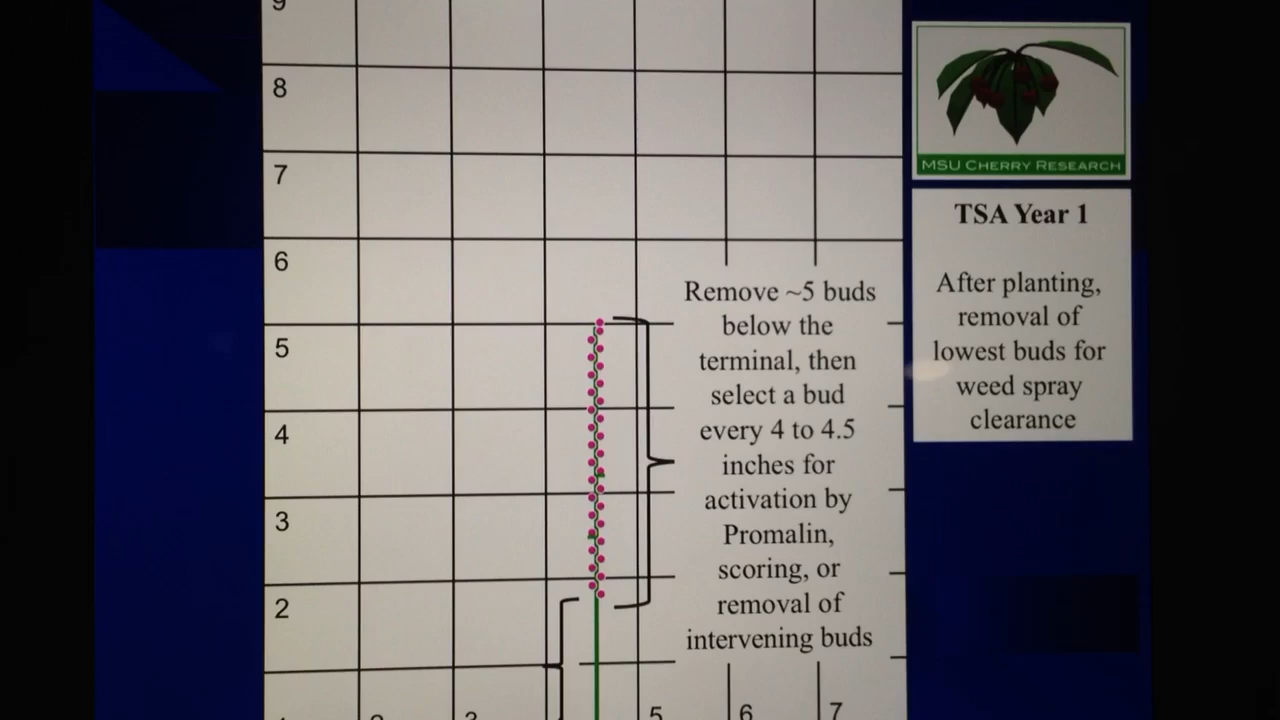 9
8
7
6
5
4
3
2
5
6
7
Remove ~5 buds
below the
terminal, then
select a bud
every 4 to 4.5
inches for
activation by
Promalin,
scoring, or
removal of
intervening buds
MSU CHERRY RESEARCH
TSA Year 1
After planting,
removal of
lowest buds for
weed spray
clearance